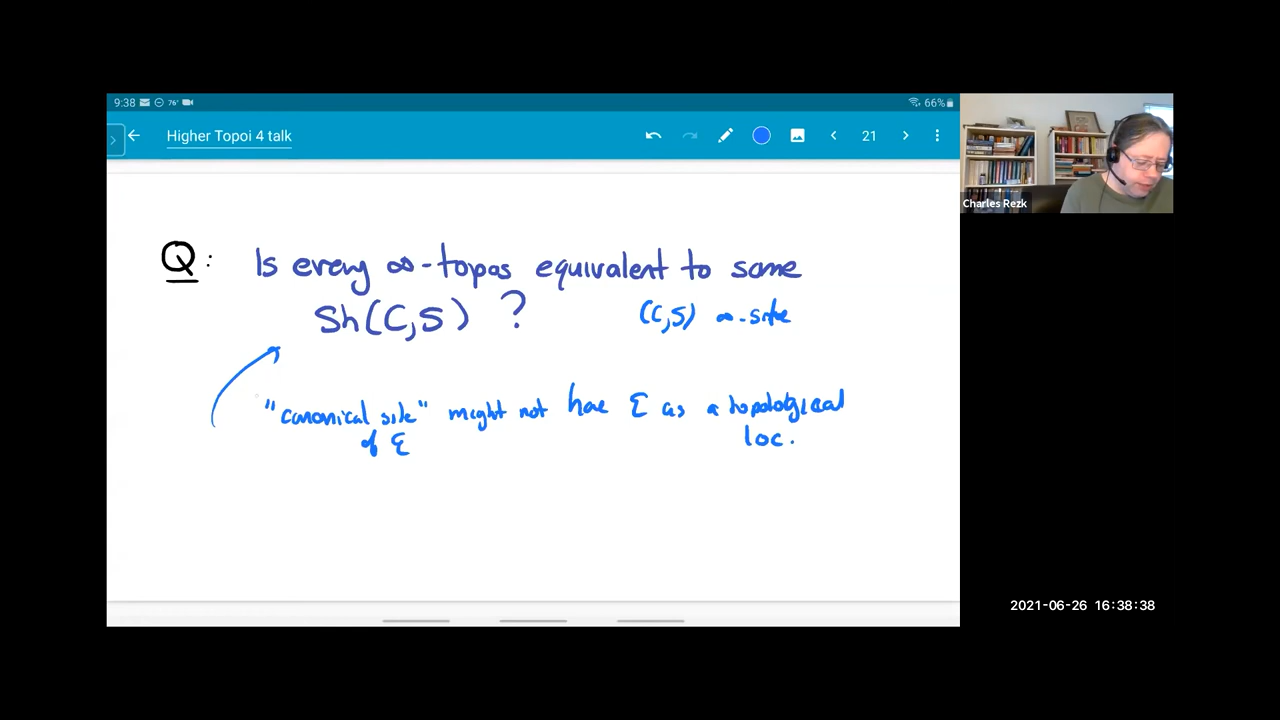 9:38 76° 66%
Higher Topoi 4 talk
21
Charles Rezk
Q: Is every ∞-topos equivalent to some
Sh(C,S) ? (C,S) ∞-site
"canonical site" might not have ℰ as a topological
of ℰ loc.
2021-06-26 16:38:38